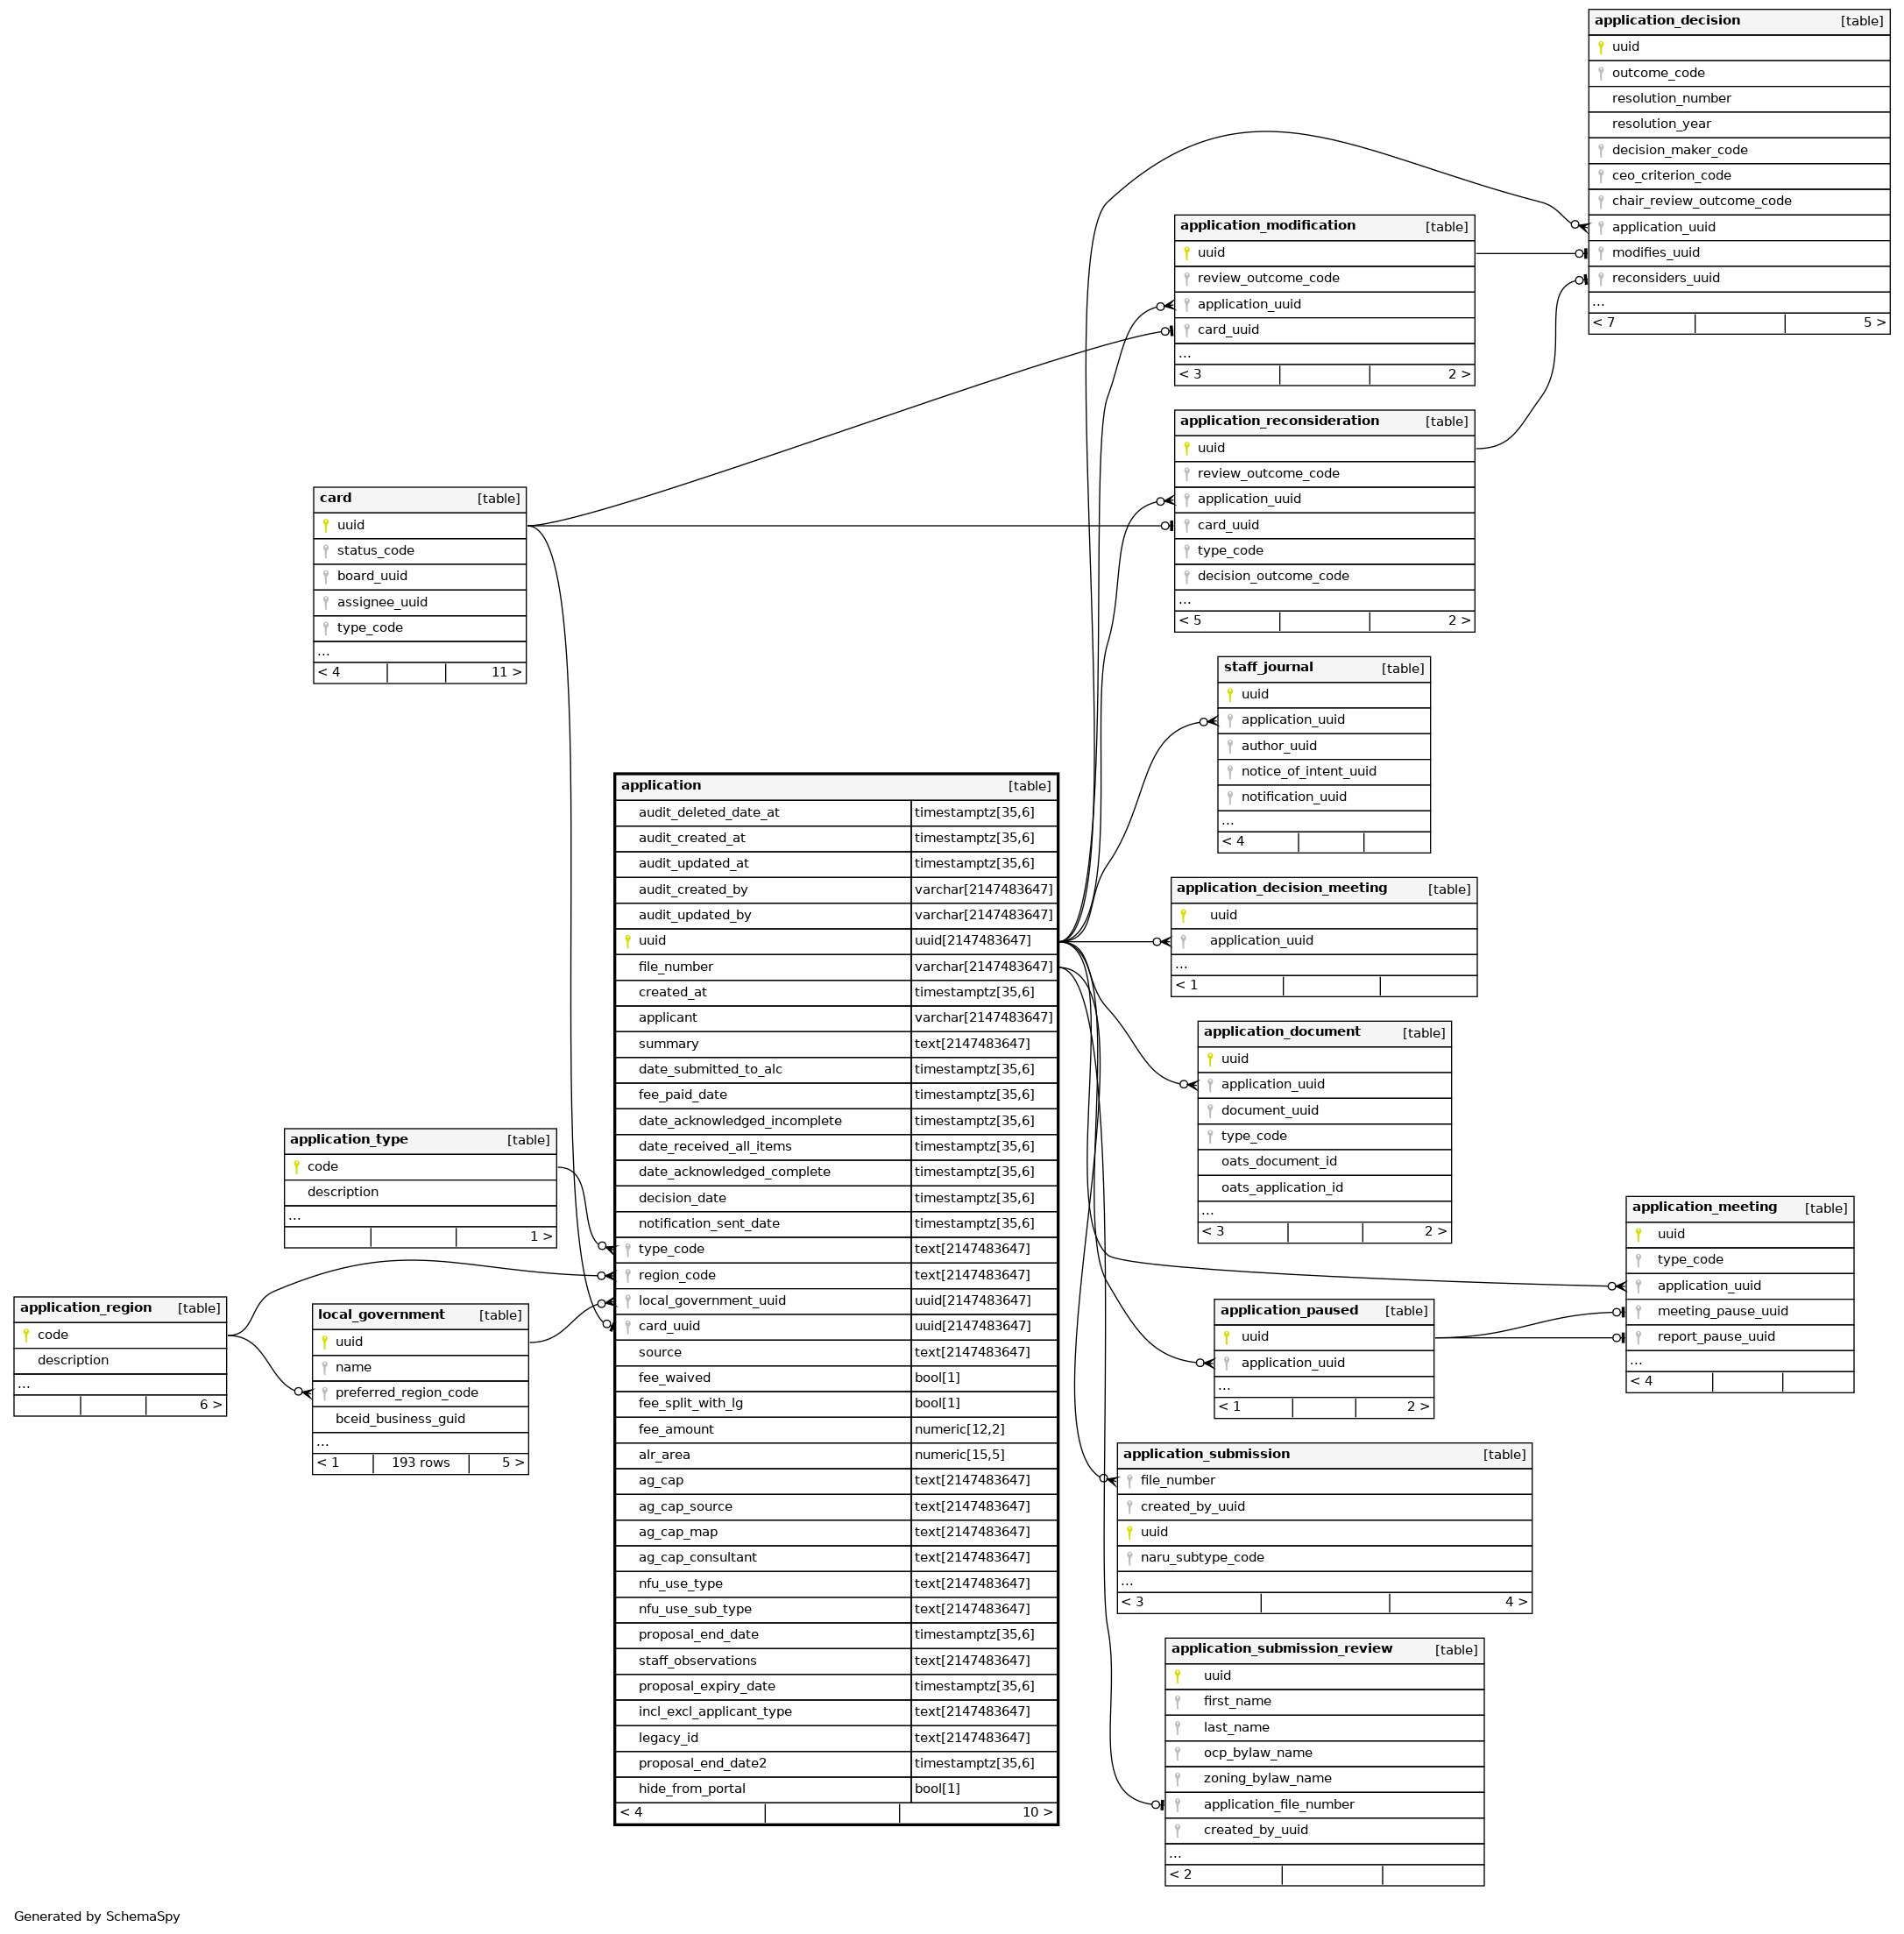 application_decision [table]
uuid
outcome_code
resolution_number
resolution_year
decision_maker_code
ceo_criterion_code
chair_review_outcome_code
application_uuid
modifies_uuid
reconsiders_uuid
...
< 7 5 >
application_modification [table]
uuid
review_outcome_code
application_uuid
card_uuid
...
< 3 2 >
application_reconsideration [table]
uuid
review_outcome_code
application_uuid
card_uuid
type_code
decision_outcome_code
...
< 5 2 >
card [table]
uuid
status_code
board_uuid
assignee_uuid
type_code
...
< 4 11 >
staff_journal [table]
uuid
application_uuid
author_uuid
notice_of_intent_uuid
notification_uuid
...
< 4
application [table]
audit_deleted_date_at timestamptz[35,6]
audit_created_at timestamptz[35,6]
audit_updated_at timestamptz[35,6]
audit_created_by varchar[2147483647]
audit_updated_by varchar[2147483647]
uuid uuid[2147483647]
file_number varchar[2147483647]
created_at timestamptz[35,6]
applicant varchar[2147483647]
summary text[2147483647]
date_submitted_to_alc timestamptz[35,6]
fee_paid_date timestamptz[35,6]
date_acknowledged_incomplete timestamptz[35,6]
date_received_all_items timestamptz[35,6]
date_acknowledged_complete timestamptz[35,6]
decision_date timestamptz[35,6]
notification_sent_date timestamptz[35,6]
type_code text[2147483647]
region_code text[2147483647]
local_government_uuid uuid[2147483647]
card_uuid uuid[2147483647]
source text[2147483647]
fee_waived bool[1]
fee_split_with_lg bool[1]
fee_amount numeric[12,2]
alr_area numeric[15,5]
ag_cap text[2147483647]
ag_cap_source text[2147483647]
ag_cap_map text[2147483647]
ag_cap_consultant text[2147483647]
nfu_use_type text[2147483647]
nfu_use_sub_type text[2147483647]
proposal_end_date timestamptz[35,6]
staff_observations text[2147483647]
proposal_expiry_date timestamptz[35,6]
incl_excl_applicant_type text[2147483647]
legacy_id text[2147483647]
proposal_end_date2 timestamptz[35,6]
hide_from_portal bool[1]
< 4 10 >
application_decision_meeting [table]
uuid
application_uuid
...
< 1
application_document [table]
uuid
application_uuid
document_uuid
type_code
oats_document_id
oats_application_id
...
< 3 2 >
application_type [table]
code
description
...
1 >
application_region [table]
code
description
...
6 >
local_government [table]
uuid
name
preferred_region_code
bceid_business_guid
...
< 1 193 rows 5 >
application_meeting [table]
uuid
type_code
application_uuid
meeting_pause_uuid
report_pause_uuid
...
< 4
application_paused [table]
uuid
application_uuid
...
< 1 2 >
application_submission [table]
file_number
created_by_uuid
uuid
naru_subtype_code
...
< 3 4 >
application_submission_review [table]
uuid
first_name
last_name
ocp_bylaw_name
zoning_bylaw_name
application_file_number
created_by_uuid
...
< 2
Generated by SchemaSpy